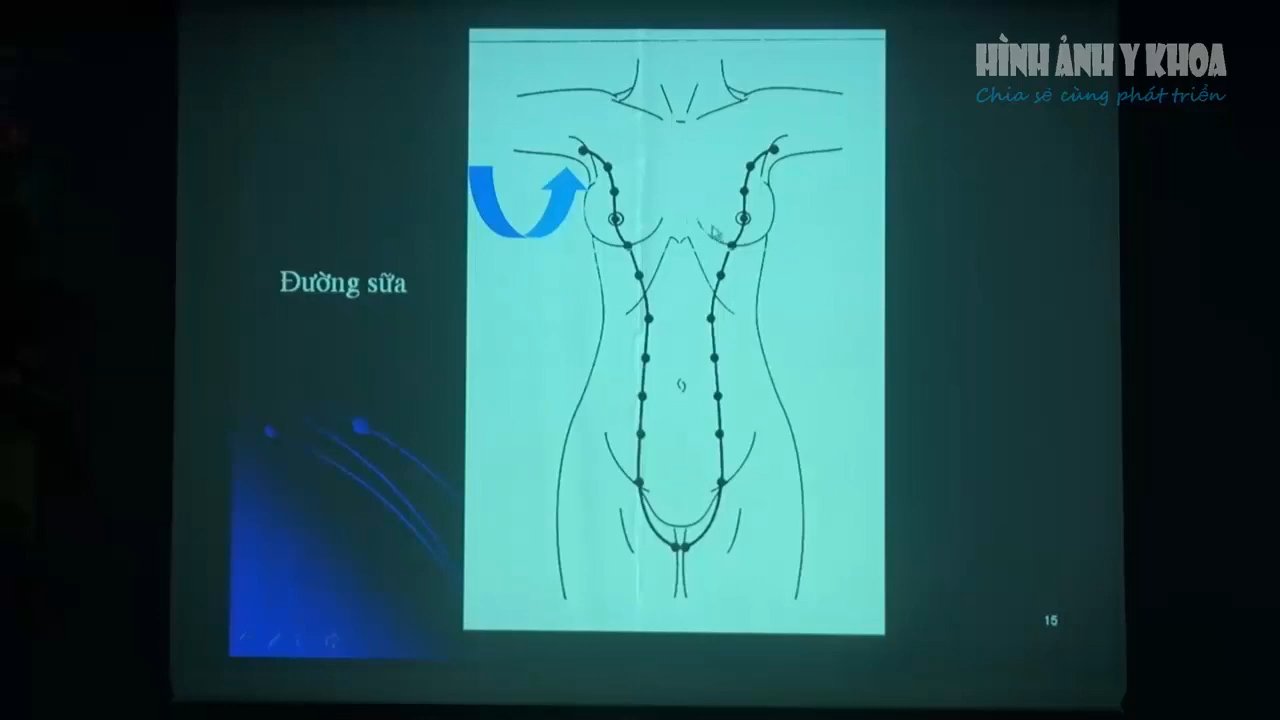 HÌNH ẢNH Y KHOA
Chia sẻ cùng phát triển
Đường sữa
15